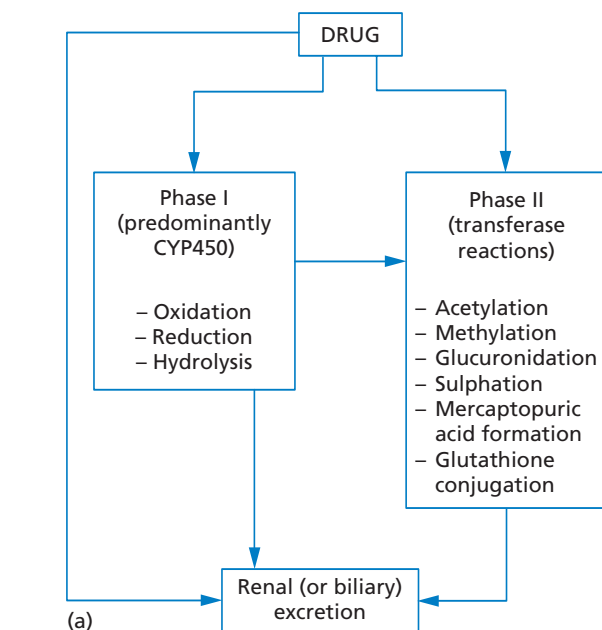 DRUG
Phase I
(predominantly
CYP450)
– Oxidation
– Reduction
– Hydrolysis
Phase II
(transferase
reactions)
– Acetylation
– Methylation
– Glucuronidation
– Sulphation
– Mercaptopuric
acid formation
– Glutathione
conjugation
Renal (or biliary)
excretion
(a)